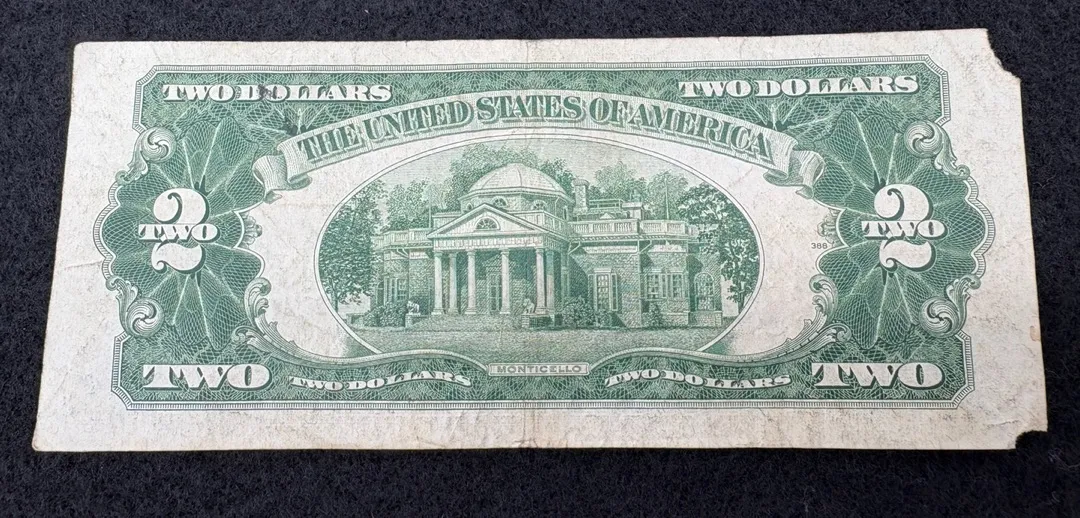 TWO DOLLARS
TWO DOLLARS
THE UNITED STATES OF AMERICA
2
TWO
2
TWO
388
TWO
TWO DOLLARS
MONTICELLO
TWO DOLLARS
TWO